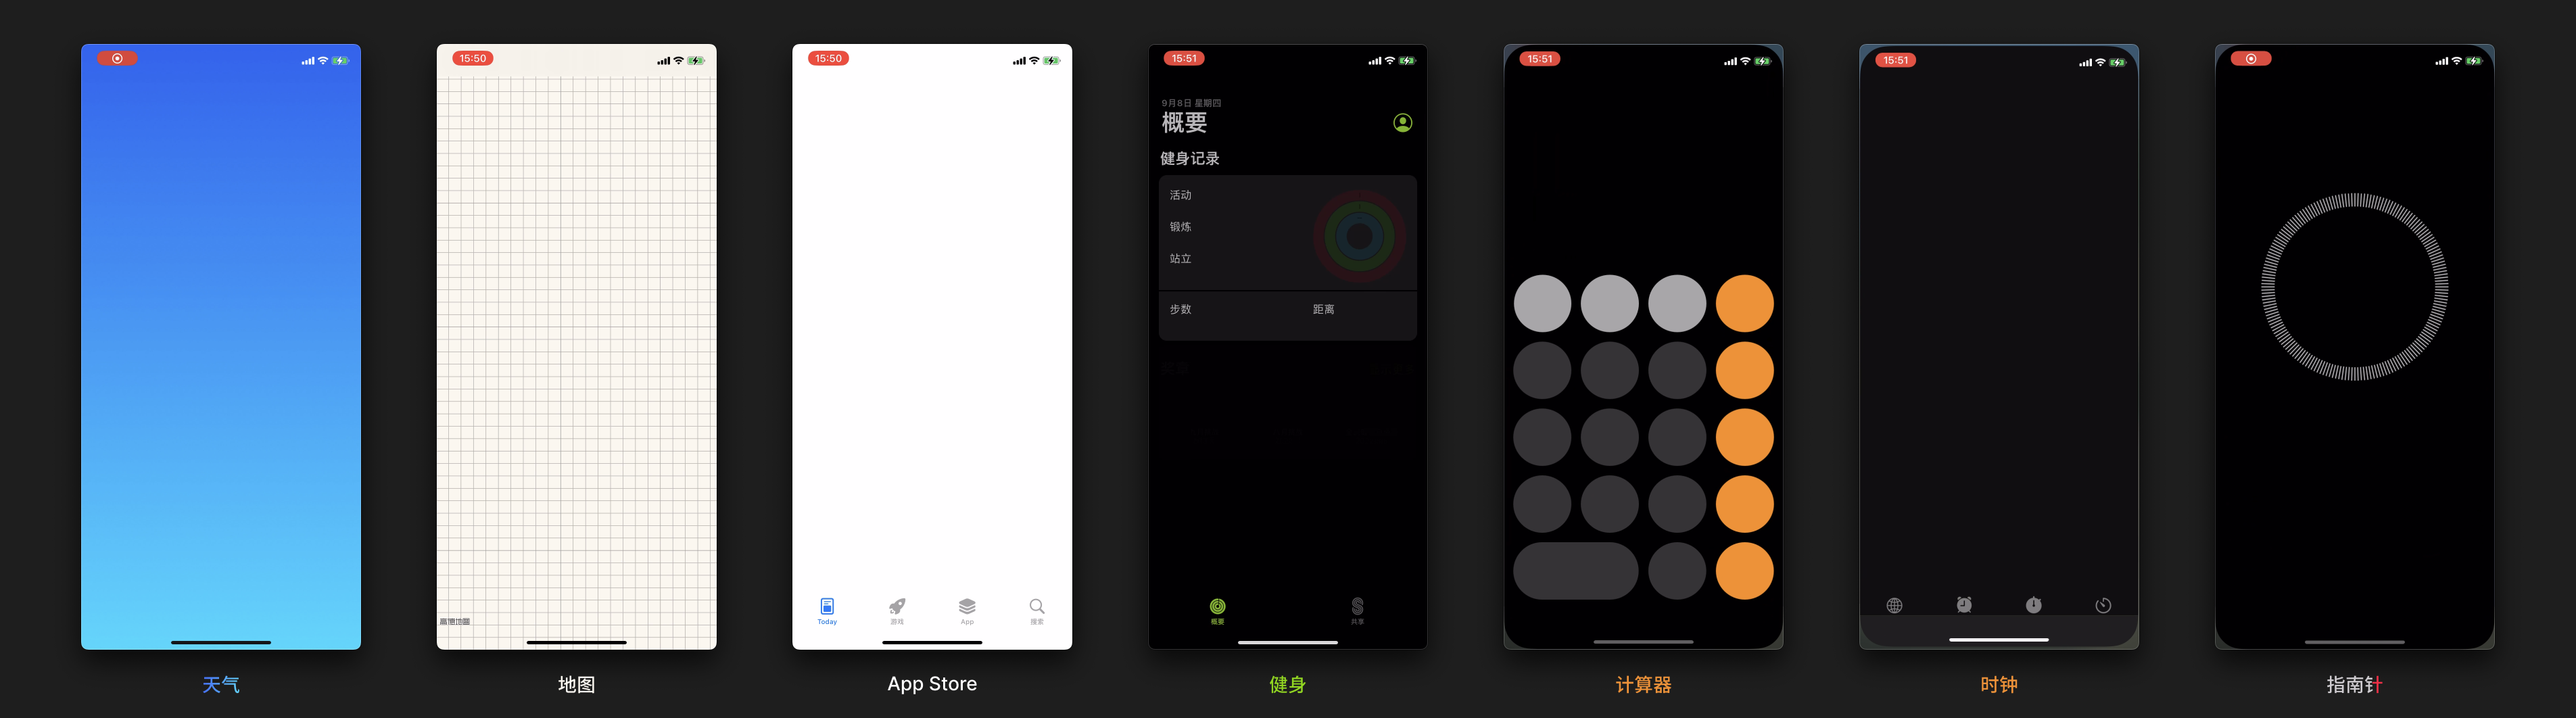 15:50
高德地图
15:50
Today
游戏
App
搜索
15:51
9月8日 星期四
概要
健身记录
活动
锻炼
站立
步数
距离
概要
共享
15:51
15:51
天气
地图
App Store
健身
计算器
时钟
指南针